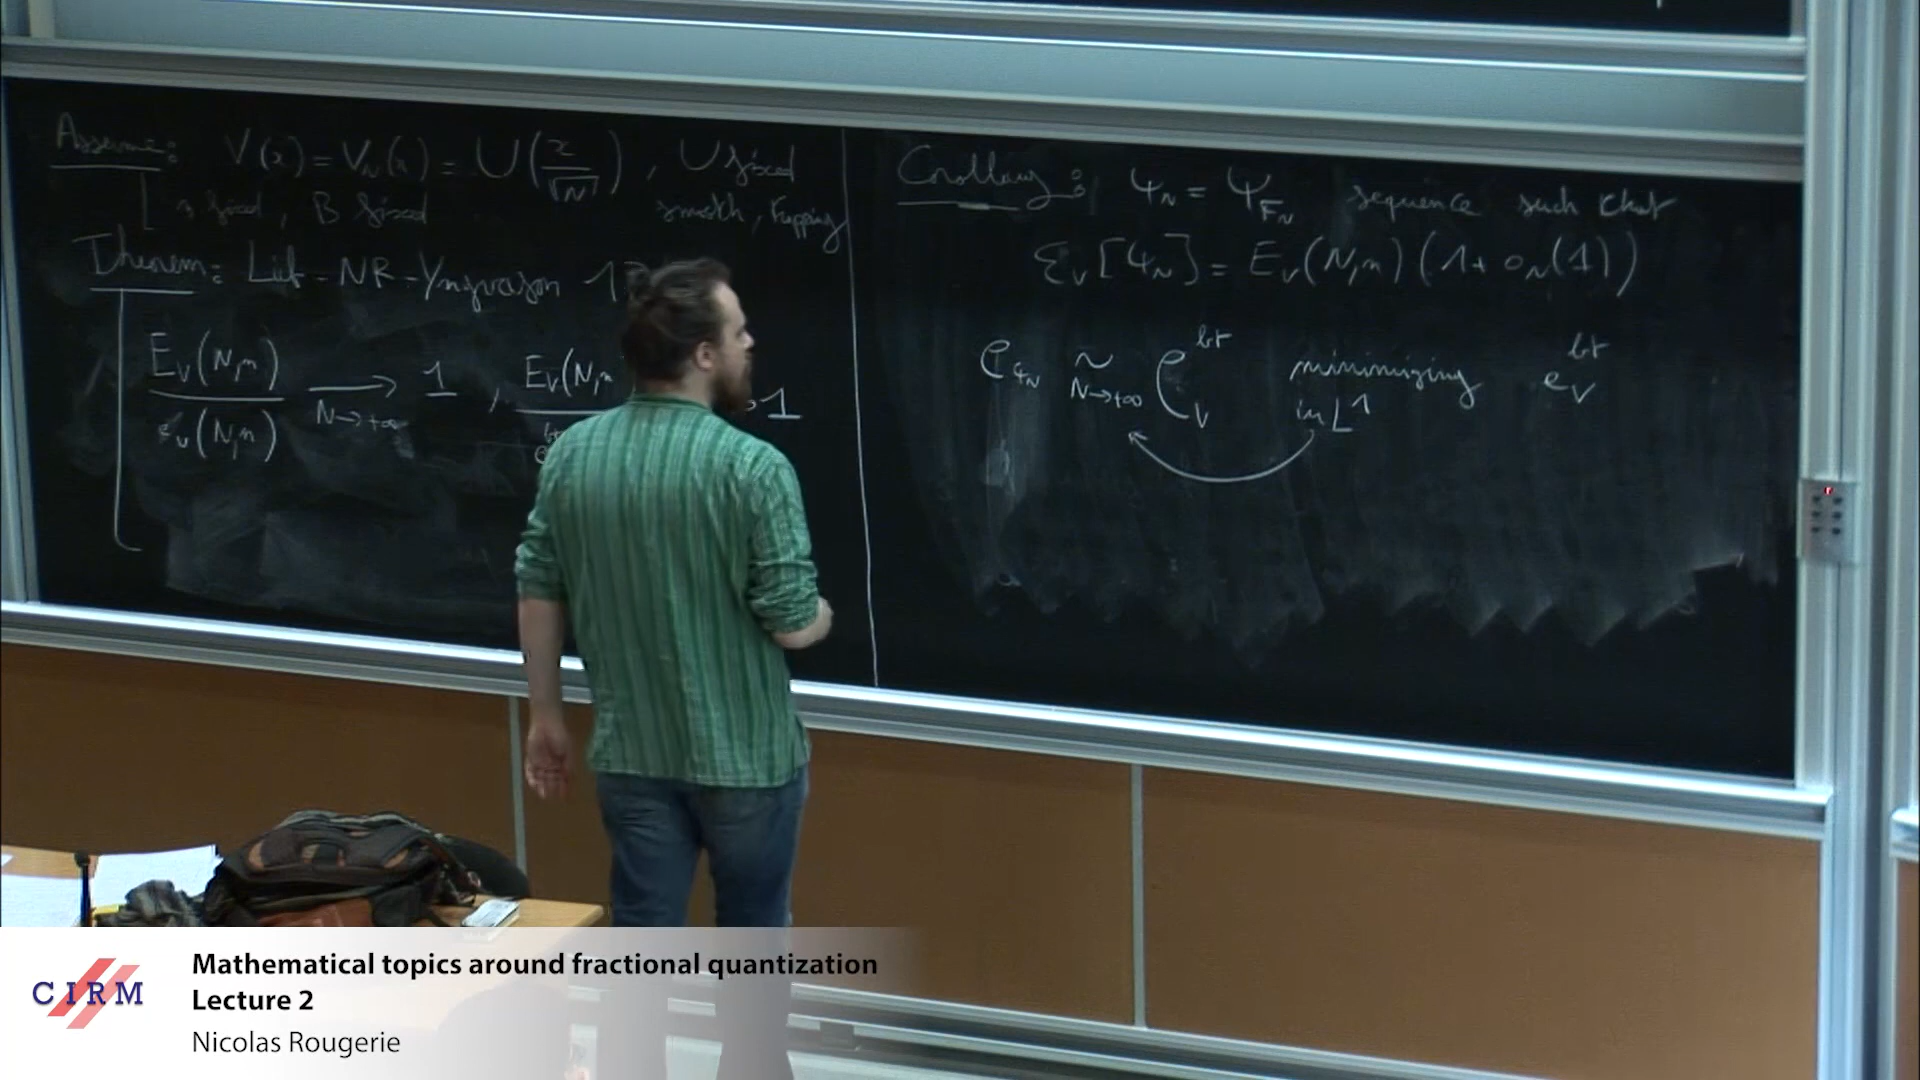 Assume: V(x) = V_N(x) = U(x/√N), U fixed
n fixed, B fixed smooth, trapping
Theorem: Lieb - NR - Yngvason 17
E_V(N,n)/e_V(N,n) ⟶ 1, E_V(N,n 1
N→+∞
Corollary: Ψ_N = Ψ_{F_N} sequence such that
ℰ_V[Ψ_N] = E_V(N,n)(1 + o_N(1))
ρ_{Ψ_N} ~ ρ_V^{bt} minimizing e_V^{bt}
N→+∞ in L^1
CIRM
Mathematical topics around fractional quantization
Lecture 2
Nicolas Rougerie